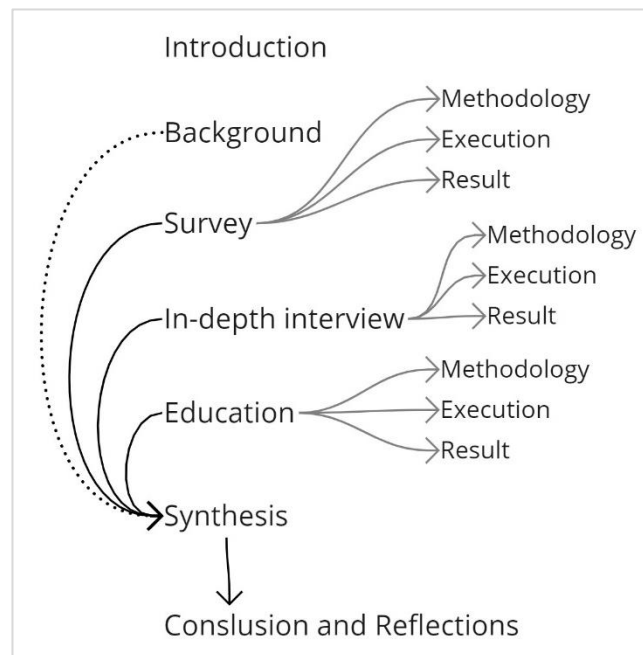 Introduction
Background
Methodology
Execution
Result
Survey
Methodology
Execution
Result
In-depth interview
Methodology
Execution
Result
Education
Synthesis
Conslusion and Reflections